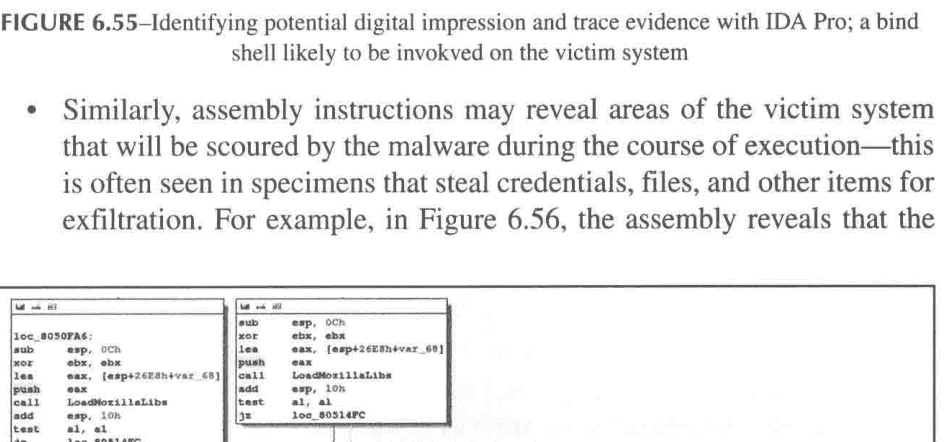 FIGURE 6.55–Identifying potential digital impression and trace evidence with IDA Pro; a bind
shell likely to be invokved on the victim system
• Similarly, assembly instructions may reveal areas of the victim system
that will be scoured by the malware during the course of execution—this
is often seen in specimens that steal credentials, files, and other items for
exfiltration. For example, in Figure 6.56, the assembly reveals that the
loc_8050FA6:
sub esp, 0Ch
xor ebx, ebx
lea eax, [esp+26E8h+var_68]
push eax
call LoadMozillaLibs
add esp, 10h
test al, al
jz loc_80514FC
sub esp, 0Ch
xor ebx, ebx
lea eax, [esp+26E8h+var_68]
push eax
call LoadMozillaLibs
add esp, 10h
test al, al
jz loc_80514FC